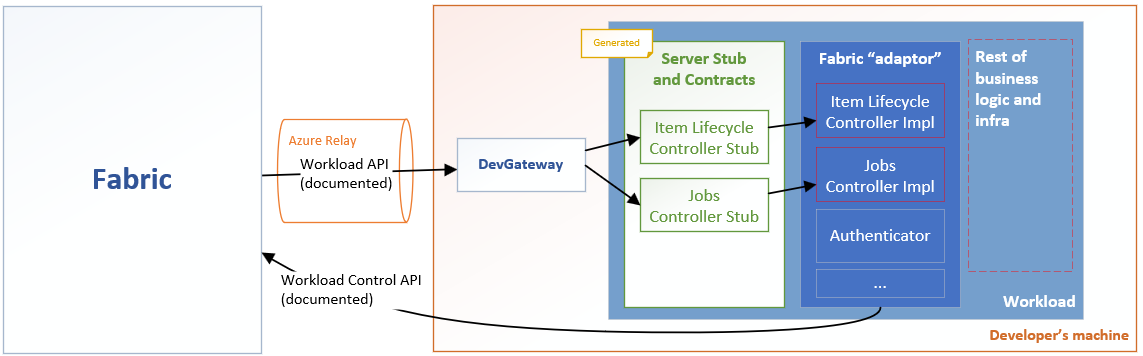 Fabric
Azure Relay
Workload API
(documented)
Workload Control API
(documented)
DevGateway
Generated
Server Stub
and Contracts
Item Lifecycle
Controller Stub
Jobs
Controller Stub
Fabric “adaptor”
Item Lifecycle
Controller Impl
Jobs
Controller Impl
Authenticator
...
Rest of
business
logic and
infra
Workload
Developer’s machine